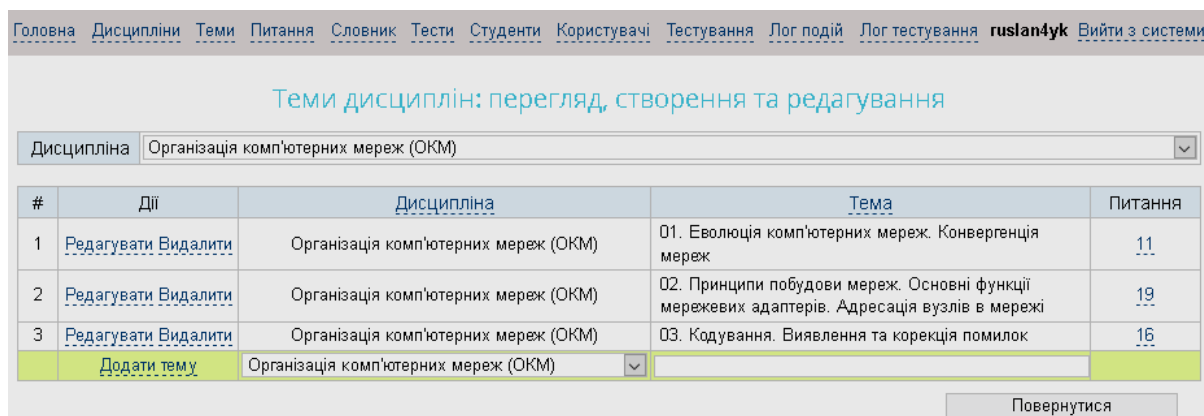 Головна Дисципліни Теми Питання Словник Тести Студенти Користувачі Тестування Лог подій Лог тестування ruslan4yk Вийти з системи
Теми дисциплін: перегляд, створення та редагування
Дисципліна Організація комп'ютерних мереж (ОКМ)
# Дії Дисципліна Тема Питання
1 Редагувати Видалити Організація комп'ютерних мереж (ОКМ) 01. Еволюція комп'ютерних мереж. Конвергенція
мереж 11
2 Редагувати Видалити Організація комп'ютерних мереж (ОКМ) 02. Принципи побудови мереж. Основні функції
мережевих адаптерів. Адресація вузлів в мережі 19
3 Редагувати Видалити Організація комп'ютерних мереж (ОКМ) 03. Кодування. Виявлення та корекція помилок 16
Додати тему Організація комп'ютерних мереж (ОКМ)
Повернутися